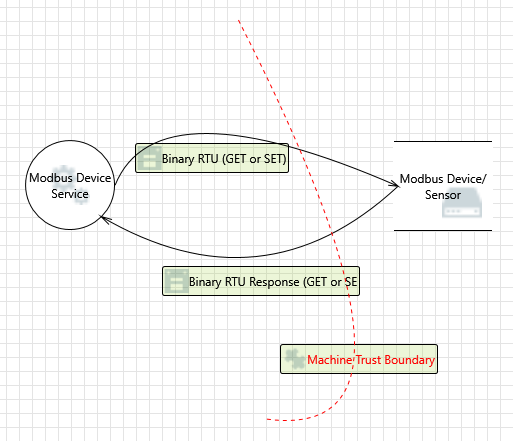 Binary RTU (GET or SET)
Modbus Device
Service
Modbus Device/
Sensor
Binary RTU Response (GET or SE
Machine Trust Boundary